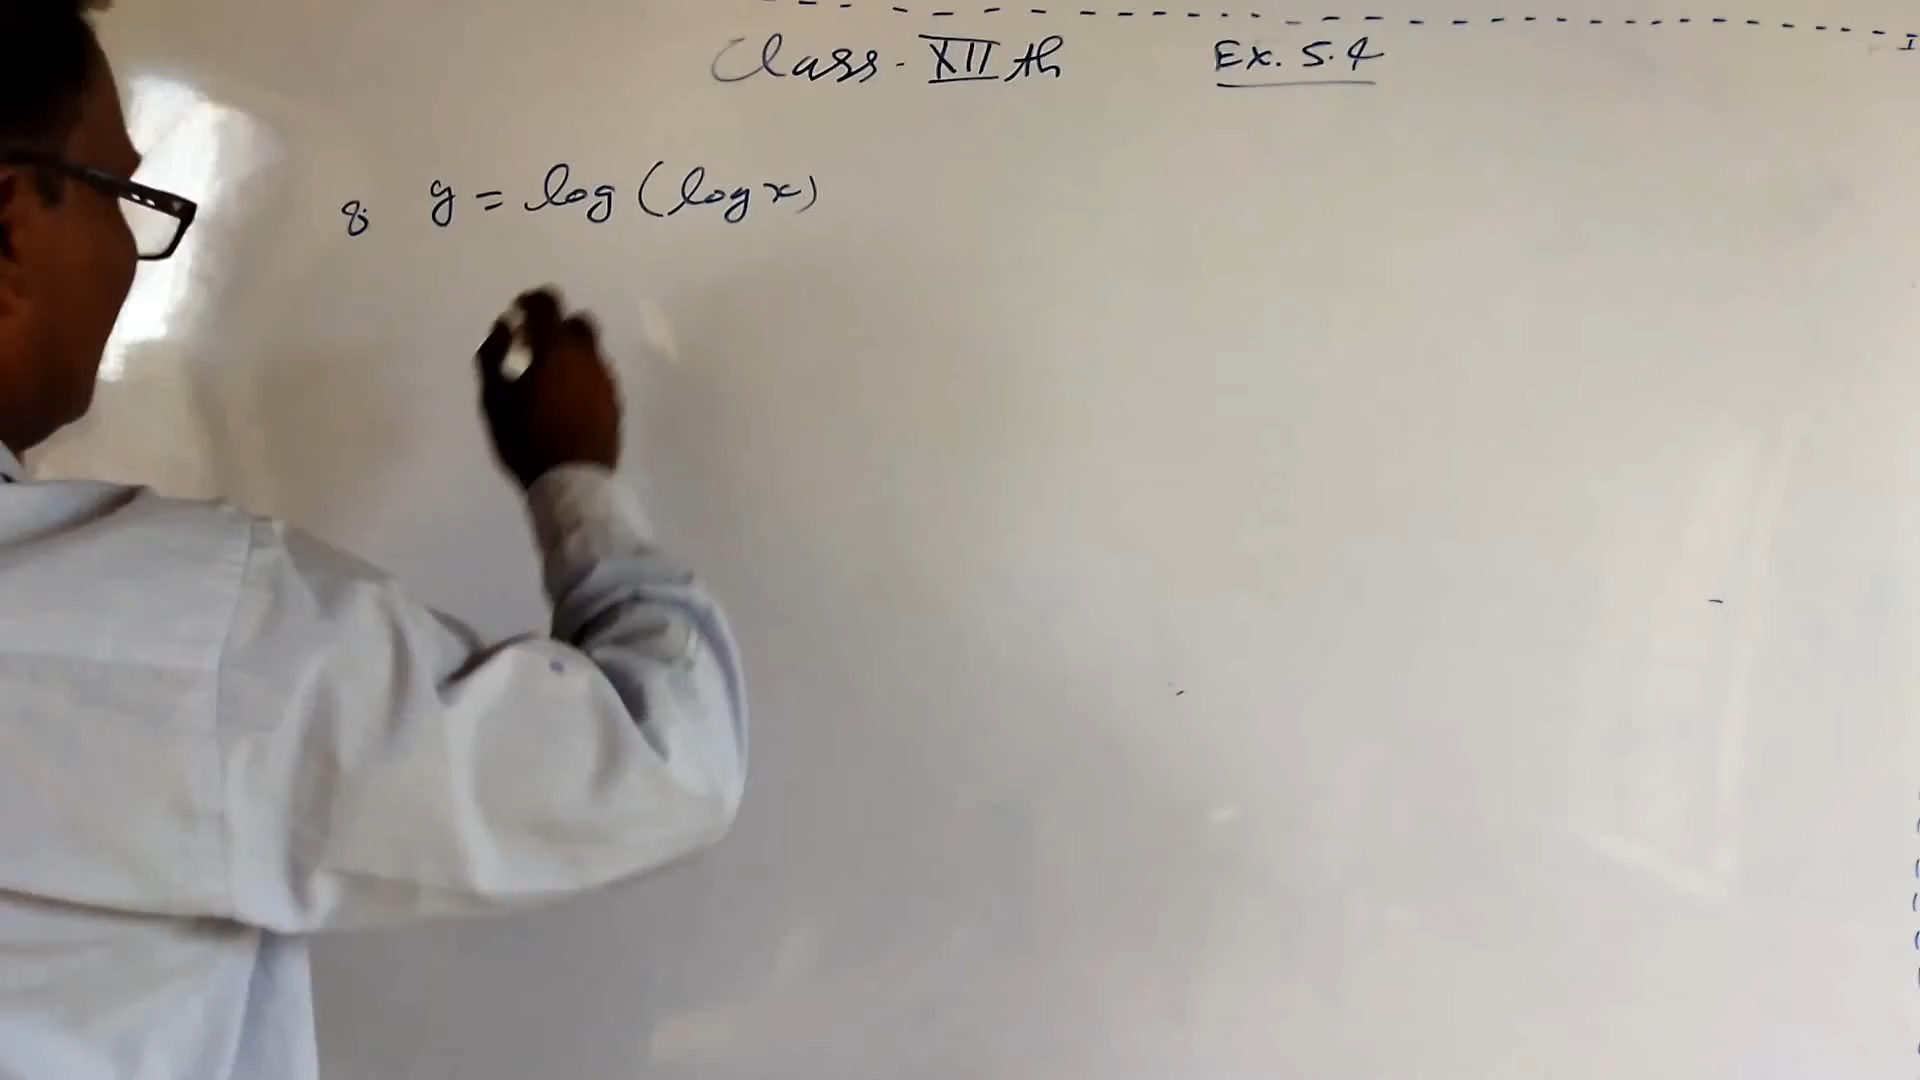 Class - XII th Ex. 5.4
8. y = log (log x)